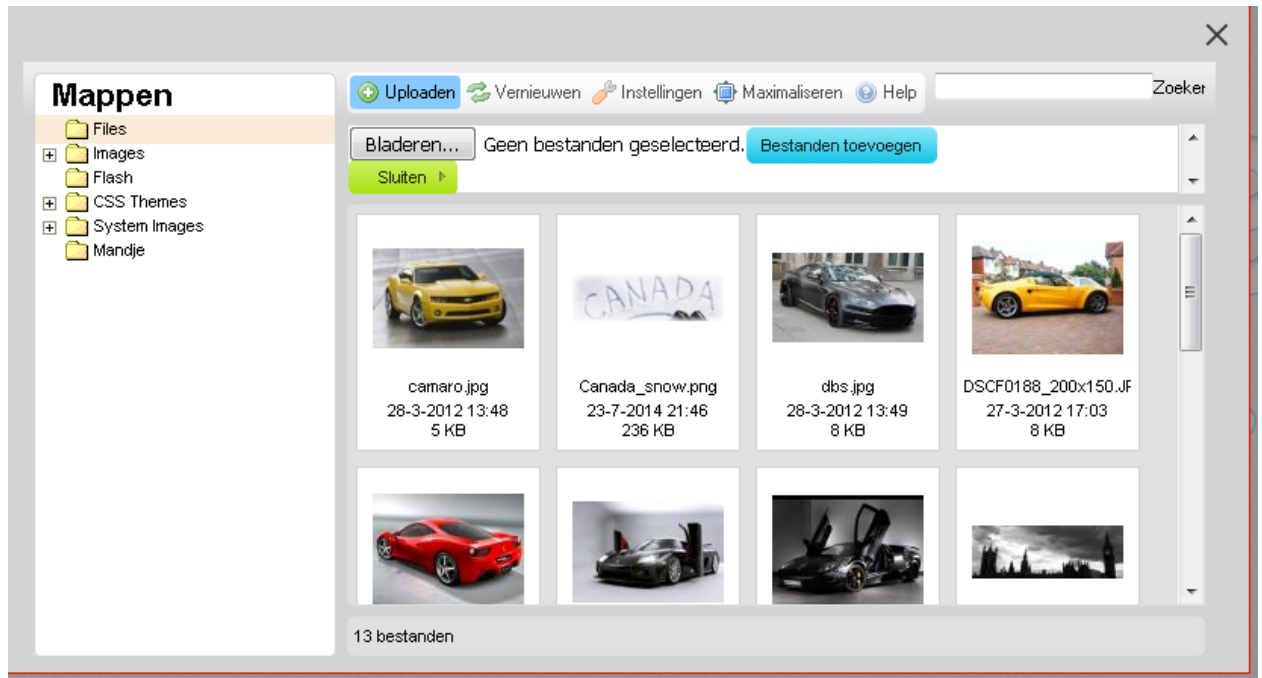 Mappen
Files
Images
Flash
CSS Themes
System Images
Mandje
Uploaden Vernieuwen Instellingen Maximaliseren Help Zoeken
Bladeren... Geen bestanden geselecteerd. Bestanden toevoegen
Sluiten
CANADA
camaro.jpg Canada_snow.png dbs.jpg DSCF0188_200x150.JP
28-3-2012 13:48 23-7-2014 21:46 28-3-2012 13:49 27-3-2012 17:03
5 KB 236 KB 8 KB 8 KB
13 bestanden